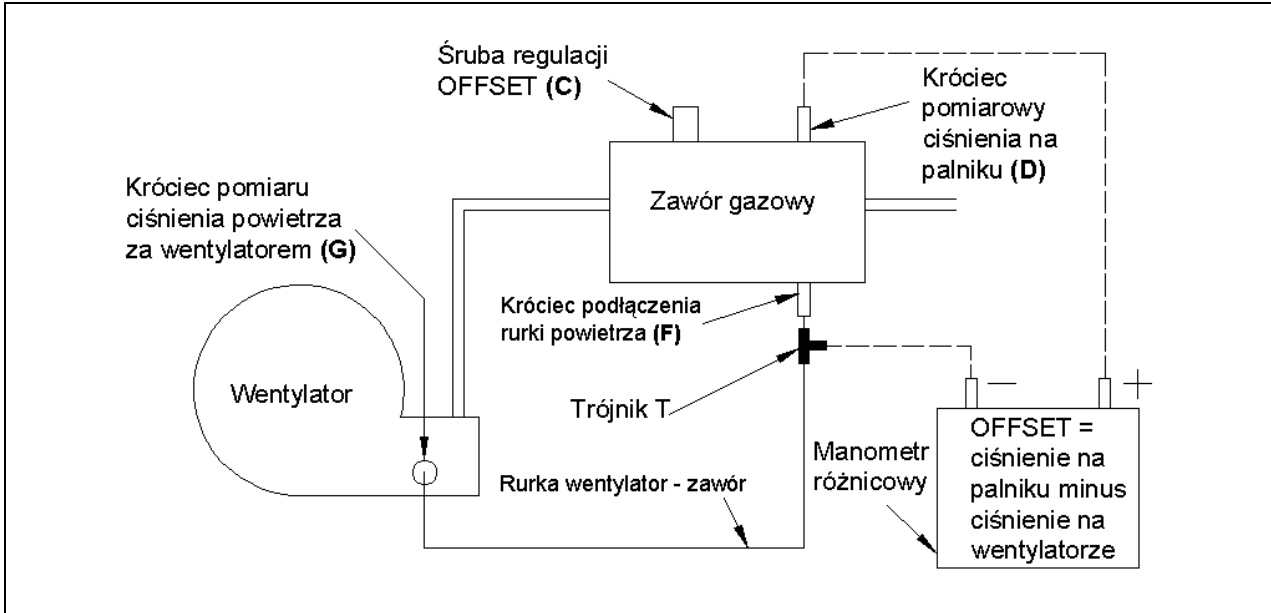 Śruba regulacji
OFFSET (C)
Króciec
pomiarowy
ciśnienia na
palniku (D)
Króciec pomiaru
ciśnienia powietrza
za wentylatorem (G)
Zawór gazowy
Króciec podłączenia
rurki powietrza (F)
Wentylator
Trójnik T
Rurka wentylator - zawór
Manometr
różnicowy
— +
OFFSET =
ciśnienie na
palniku minus
ciśnienie na
wentylatorze